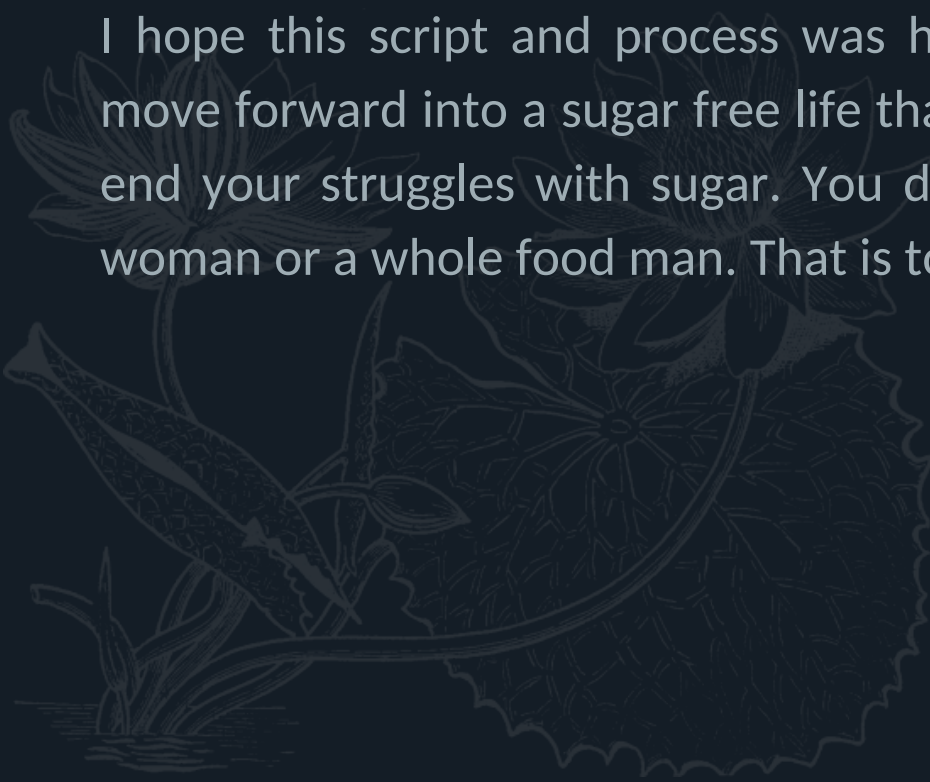 I hope this script and process was
move forward into a sugar free life
end your struggles with sugar. You
woman or a whole food man. That is